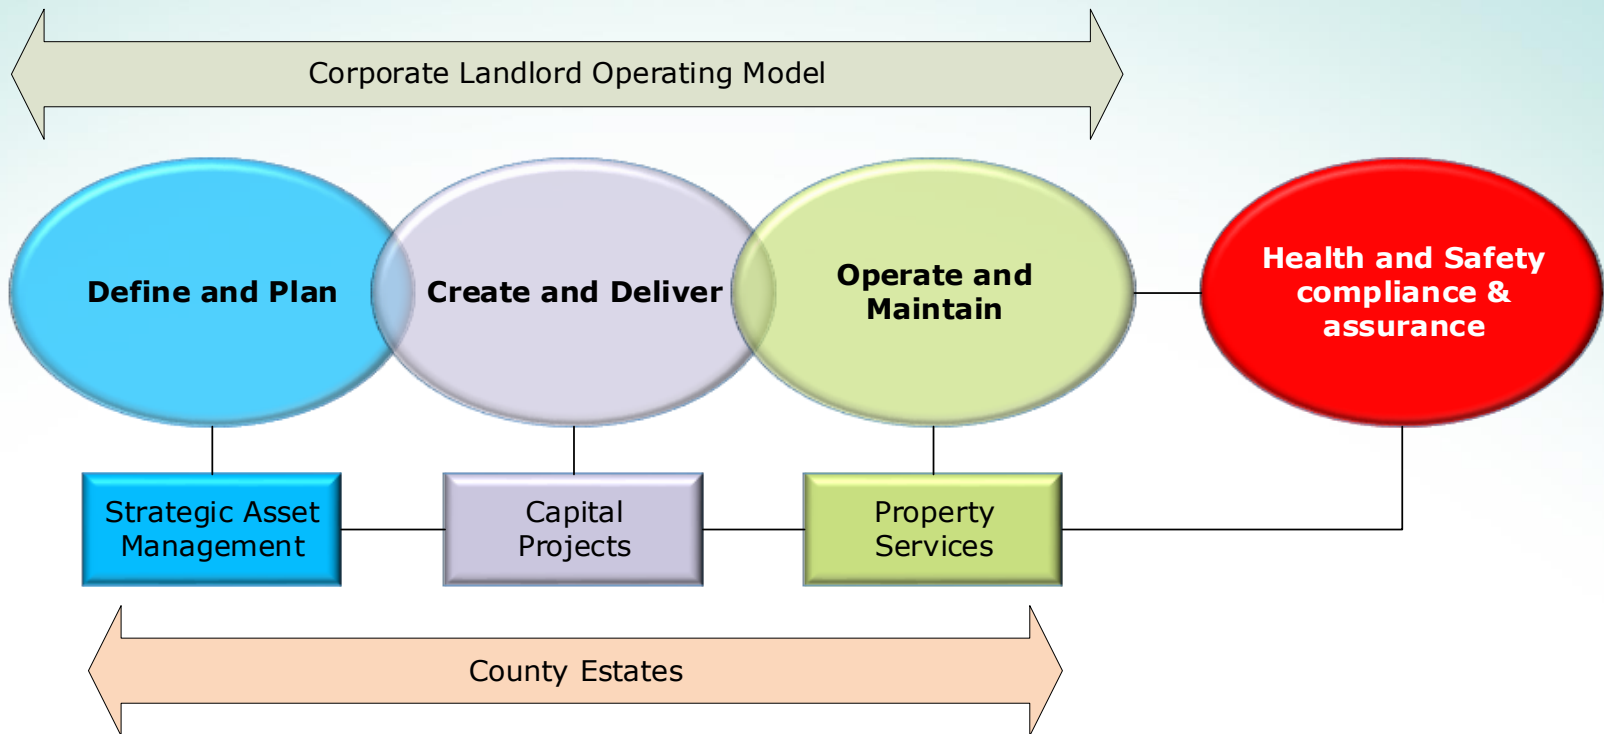 Corporate Landlord Operating Model
Define and Plan
Create and Deliver
Operate and
Maintain
Health and Safety
compliance &
assurance
Strategic Asset
Management
Capital
Projects
Property
Services
County Estates